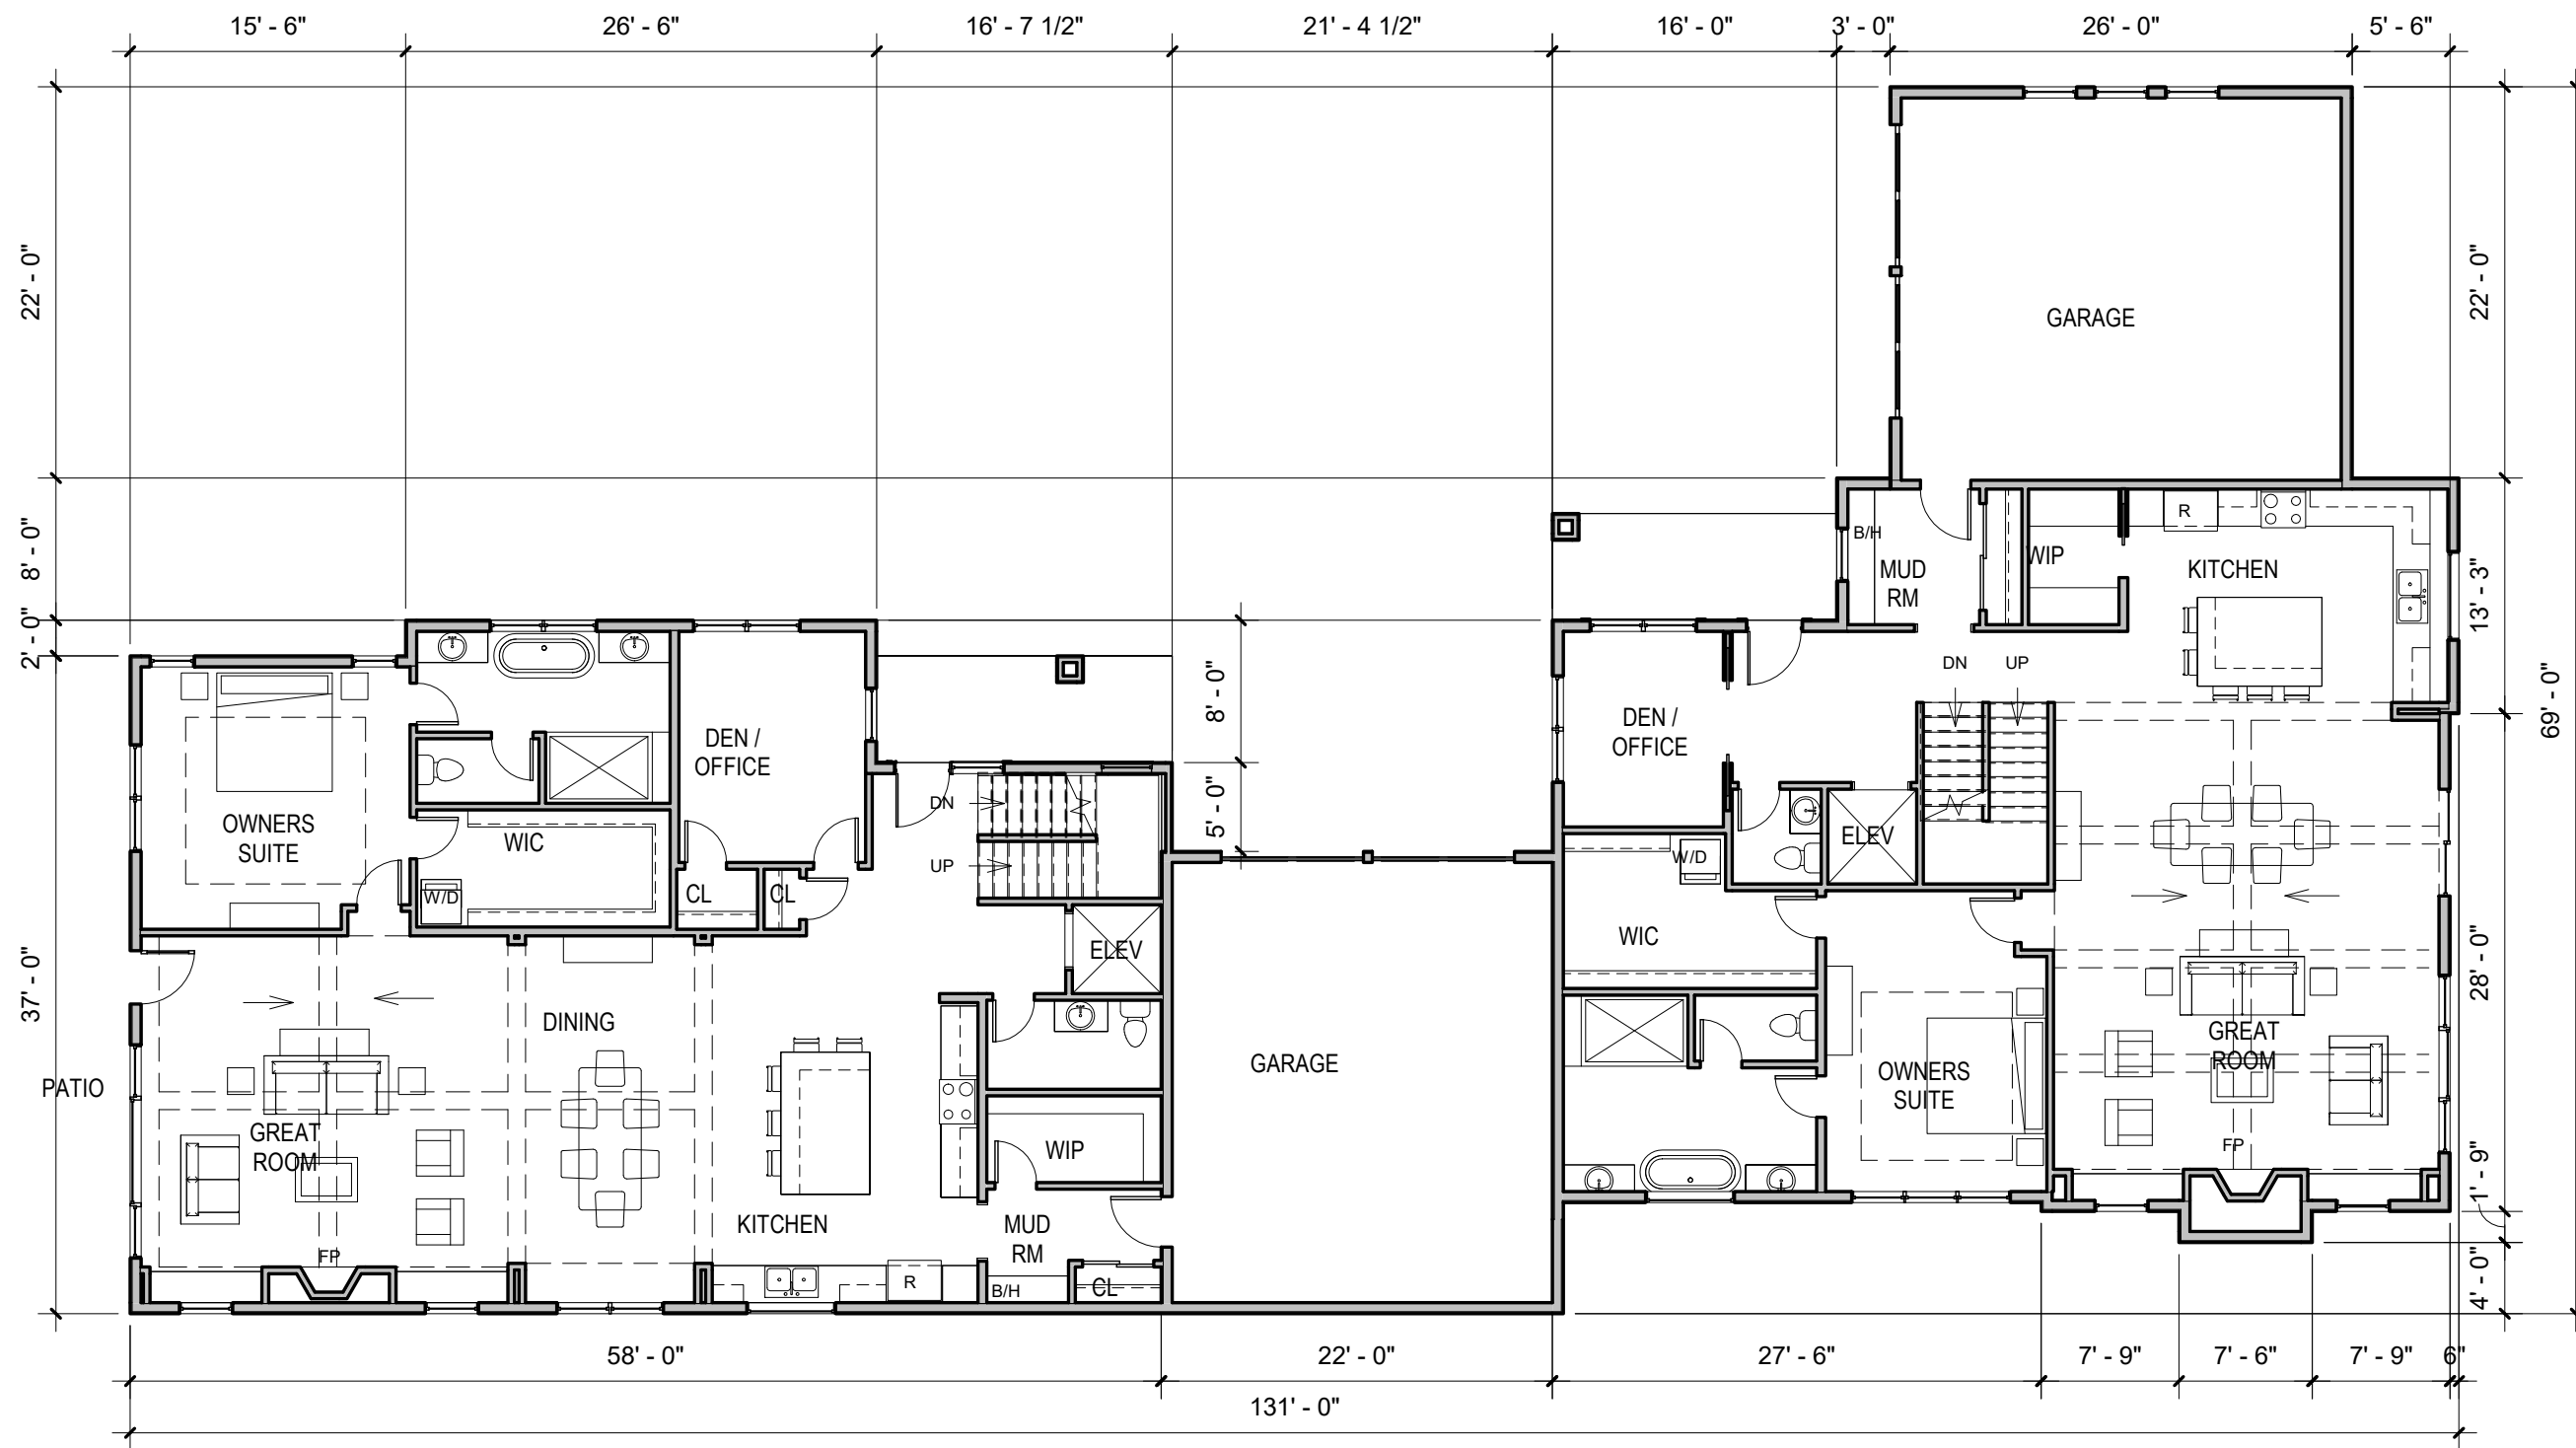 15' - 6" 26' - 6" 16' - 7 1/2" 21' - 4 1/2" 16' - 0" 3' - 0" 26' - 0" 5' - 6"
22' - 0"
8' - 0"
2' - 0"
37' - 0"
22' - 0"
13' - 3"
28' - 0"
1' - 9"
4' - 0"
69' - 0"
8' - 0"
5' - 0"
GARAGE
B/H
MUD
RM
WIP
R
KITCHEN
DN UP
DEN /
OFFICE
ELEV
W/D
WIC
OWNERS
SUITE
GREAT
ROOM
FP
OWNERS
SUITE
WIC
W/D
DEN /
OFFICE
CL
CL
DN
UP
ELEV
DINING
PATIO
GREAT
ROOM
FP
KITCHEN
R
WIP
MUD
RM
B/H
CL
GARAGE
58' - 0" 22' - 0" 27' - 6" 7' - 9" 7' - 6" 7' - 9" 6"
131' - 0"